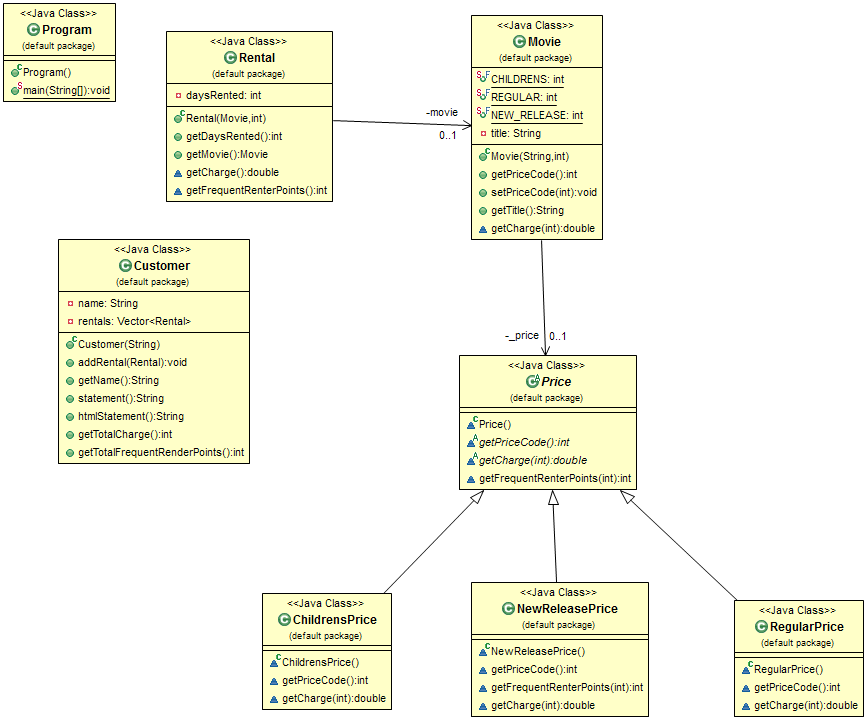 <<Java Class>>
Program
(default package)
Program()
main(String[]):void
<<Java Class>>
Rental
(default package)
daysRented: int
Rental(Movie,int)
getDaysRented():int
getMovie():Movie
getCharge():double
getFrequentRenterPoints():int
-movie
0..1
<<Java Class>>
Movie
(default package)
CHILDRENS: int
REGULAR: int
NEW_RELEASE: int
title: String
Movie(String,int)
getPriceCode():int
setPriceCode(int):void
getTitle():String
getCharge(int):double
<<Java Class>>
Customer
(default package)
name: String
rentals: Vector<Rental>
Customer(String)
addRental(Rental):void
getName():String
statement():String
htmlStatement():String
getTotalCharge():int
getTotalFrequentRenderPoints():int
-_price
0..1
<<Java Class>>
Price
(default package)
Price()
getPriceCode():int
getCharge(int):double
getFrequentRenterPoints(int):int
<<Java Class>>
ChildrensPrice
(default package)
ChildrensPrice()
getPriceCode():int
getCharge(int):double
<<Java Class>>
NewReleasePrice
(default package)
NewReleasePrice()
getPriceCode():int
getFrequentRenterPoints(int):int
getCharge(int):double
<<Java Class>>
RegularPrice
(default package)
RegularPrice()
getPriceCode():int
getCharge(int):double